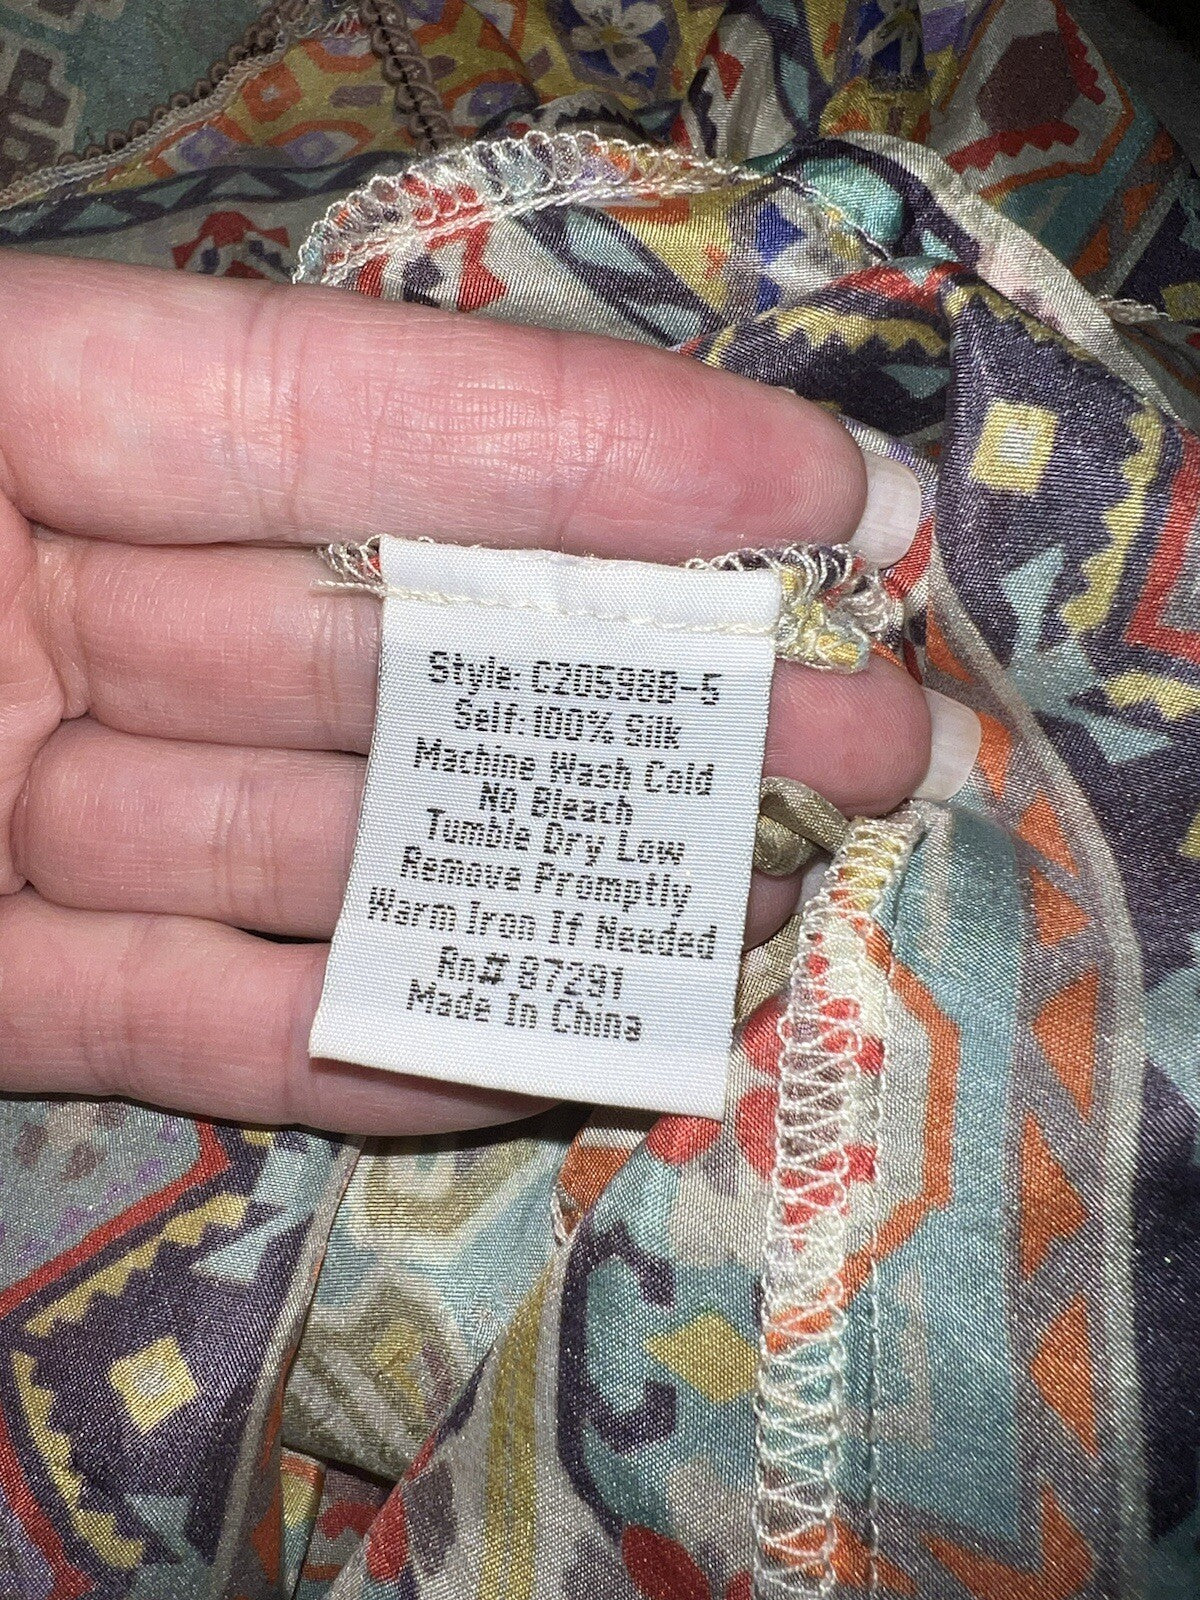 Style: C20598B-5
Self: 100% Silk
Machine Wash Cold
No Bleach
Tumble Dry Low
Remove Promptly
Warm Iron If Needed
Rn# 87291
Made In China